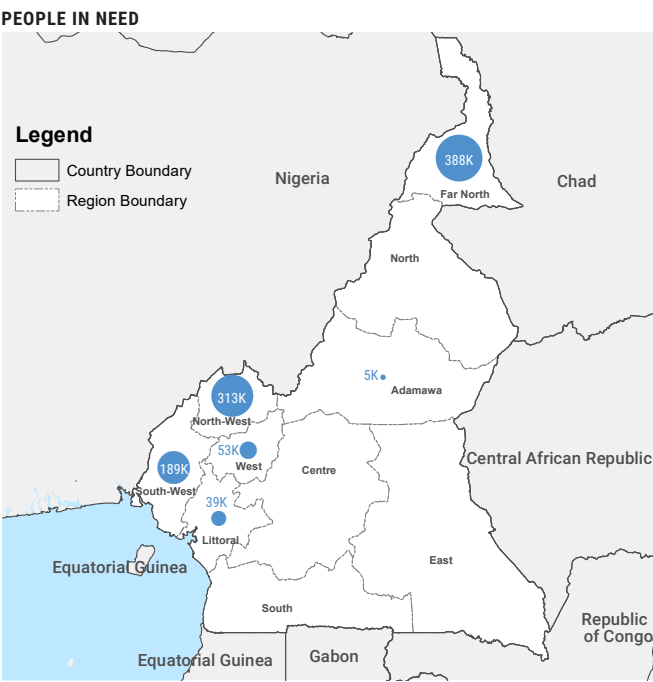 PEOPLE IN NEED
Legend
Country Boundary
Region Boundary
Nigeria
388K
Chad
Far North
North
5K
Adamawa
313K
North-West
53K
West
189K
South-West
Centre
Central African Republic
39K
Littoral
East
Equatorial Guinea
South
Republic
of Congo
Equatorial Guinea
Gabon